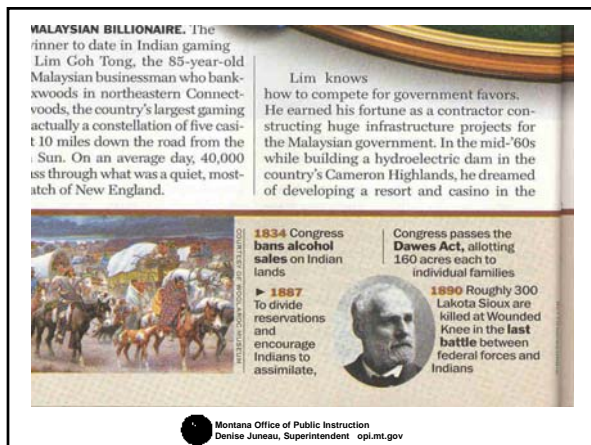 MALAYSIAN BILLIONAIRE. The
inner to date in Indian gaming
Lim Goh Tong, the 85-year-old
Malaysian businessman who bank-
xwoods in northeastern Connect-
woods, the country's largest gaming
actually a constellation of five casi-
t 10 miles down the road from the
Sun. On an average day, 40,000
ss through what was a quiet, most-
atch of New England.
Lim knows
how to compete for government favors.
He earned his fortune as a contractor con-
structing huge infrastructure projects for
the Malaysian government. In the mid-'60s
while building a hydroelectric dam in the
country's Cameron Highlands, he dreamed
of developing a resort and casino in the
COURTESY OF WOOLAROC MUSEUM
1834 Congress
bans alcohol
sales on Indian
lands
► 1887
To divide
reservations
and
encourage
Indians to
assimilate,
Congress passes the
Dawes Act, allotting
160 acres each to
individual families
1890 Roughly 300
Lakota Sioux are
killed at Wounded
Knee in the last
battle between
federal forces and
Indians
Montana Office of Public Instruction
Denise Juneau, Superintendent opi.mt.gov